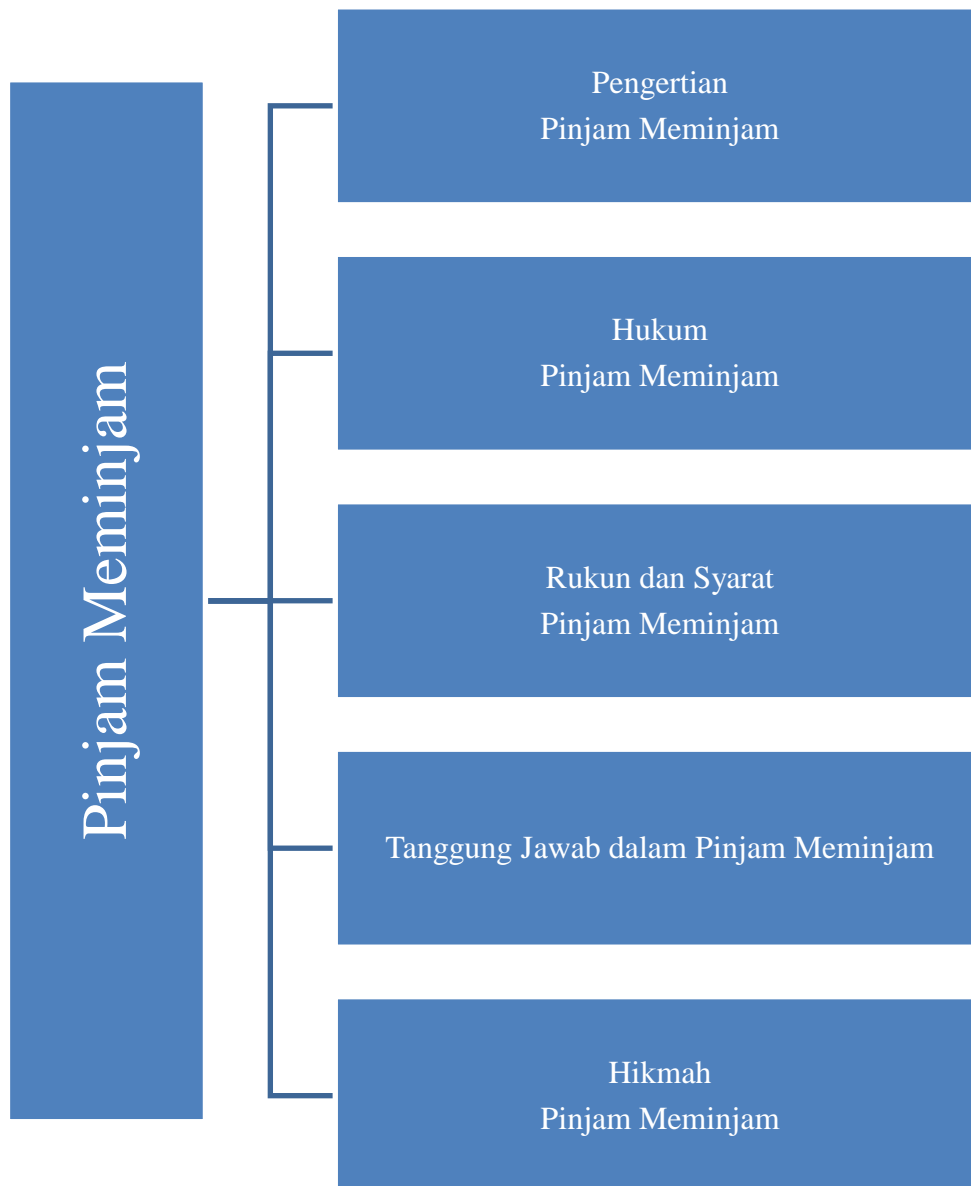 Pinjam Meminjam
Pengertian
Pinjam Meminjam
Hukum
Pinjam Meminjam
Rukun dan Syarat
Pinjam Meminjam
Tanggung Jawab dalam Pinjam Meminjam
Hikmah
Pinjam Meminjam